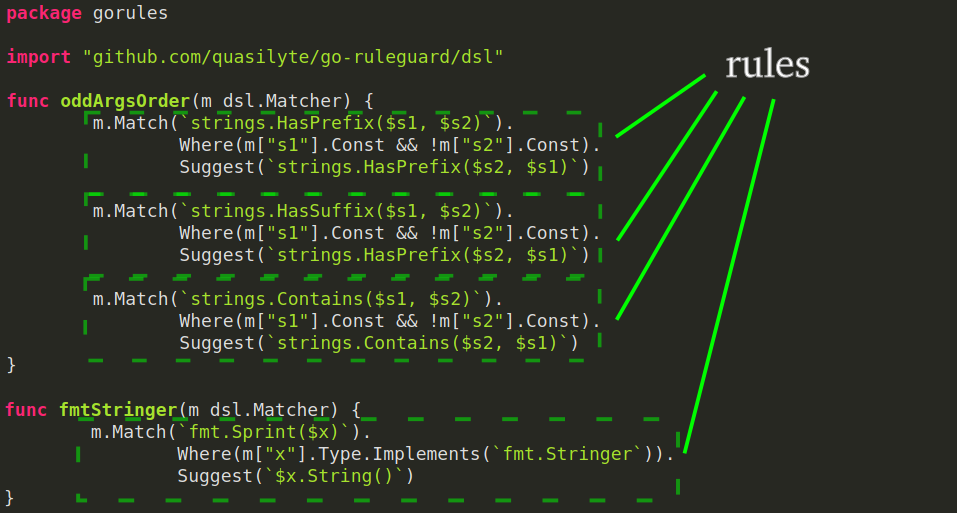 package gorules
import "github.com/quasilyte/go-ruleguard/dsl"
rules
func oddArgsOrder(m dsl.Matcher) {
m.Match(`strings.HasPrefix($s1, $s2)`).
Where(m["s1"].Const && !m["s2"].Const).
Suggest(`strings.HasPrefix($s2, $s1)`)
m.Match(`strings.HasSuffix($s1, $s2)`).
Where(m["s1"].Const && !m["s2"].Const).
Suggest(`strings.HasPrefix($s2, $s1)`)
m.Match(`strings.Contains($s1, $s2)`).
Where(m["s1"].Const && !m["s2"].Const).
Suggest(`strings.Contains($s2, $s1)`)
}
func fmtStringer(m dsl.Matcher) {
m.Match(`fmt.Sprint($x)`).
Where(m["x"].Type.Implements(`fmt.Stringer`)).
Suggest(`$x.String()`)
}